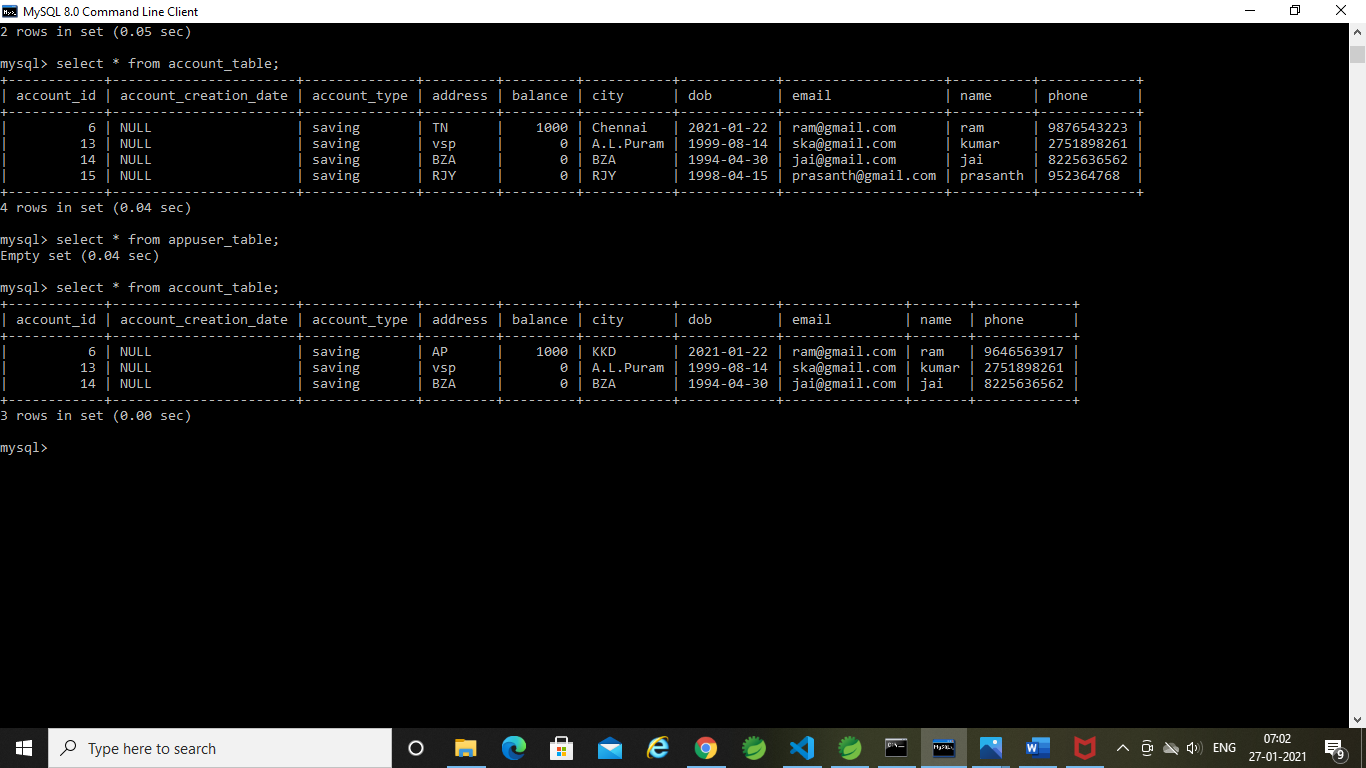 MySQL 8.0 Command Line Client
2 rows in set (0.05 sec)
mysql> select * from account_table;
+------------+-----------------------+--------------+---------+---------+-----------+------------+--------------------+----------+------------+
| account_id | account_creation_date | account_type | address | balance | city      | dob        | email              | name     | phone      |
+------------+-----------------------+--------------+---------+---------+-----------+------------+--------------------+----------+------------+
|          6 | NULL                  | saving       | TN      |    1000 | Chennai   | 2021-01-22 | ram@gmail.com      | ram      | 9876543223 |
|         13 | NULL                  | saving       | vsp     |       0 | A.L.Puram | 1999-08-14 | ska@gmail.com      | kumar    | 2751898261 |
|         14 | NULL                  | saving       | BZA     |       0 | BZA       | 1994-04-30 | jai@gmail.com      | jai      | 8225636562 |
|         15 | NULL                  | saving       | RJY     |       0 | RJY       | 1998-04-15 | prasanth@gmail.com | prasanth | 952364768  |
+------------+-----------------------+--------------+---------+---------+-----------+------------+--------------------+----------+------------+
4 rows in set (0.04 sec)
mysql> select * from appuser_table;
Empty set (0.04 sec)
mysql> select * from account_table;
+------------+-----------------------+--------------+---------+---------+-----------+------------+---------------+-------+------------+
| account_id | account_creation_date | account_type | address | balance | city      | dob        | email         | name  | phone      |
+------------+-----------------------+--------------+---------+---------+-----------+------------+---------------+-------+------------+
|          6 | NULL                  | saving       | AP      |    1000 | KKD       | 2021-01-22 | ram@gmail.com | ram   | 9646563917 |
|         13 | NULL                  | saving       | vsp     |       0 | A.L.Puram | 1999-08-14 | ska@gmail.com | kumar | 2751898261 |
|         14 | NULL                  | saving       | BZA     |       0 | BZA       | 1994-04-30 | jai@gmail.com | jai   | 8225636562 |
+------------+-----------------------+--------------+---------+---------+-----------+------------+---------------+-------+------------+
3 rows in set (0.00 sec)
mysql>
Type here to search
ENG
07:02
27-01-2021
9